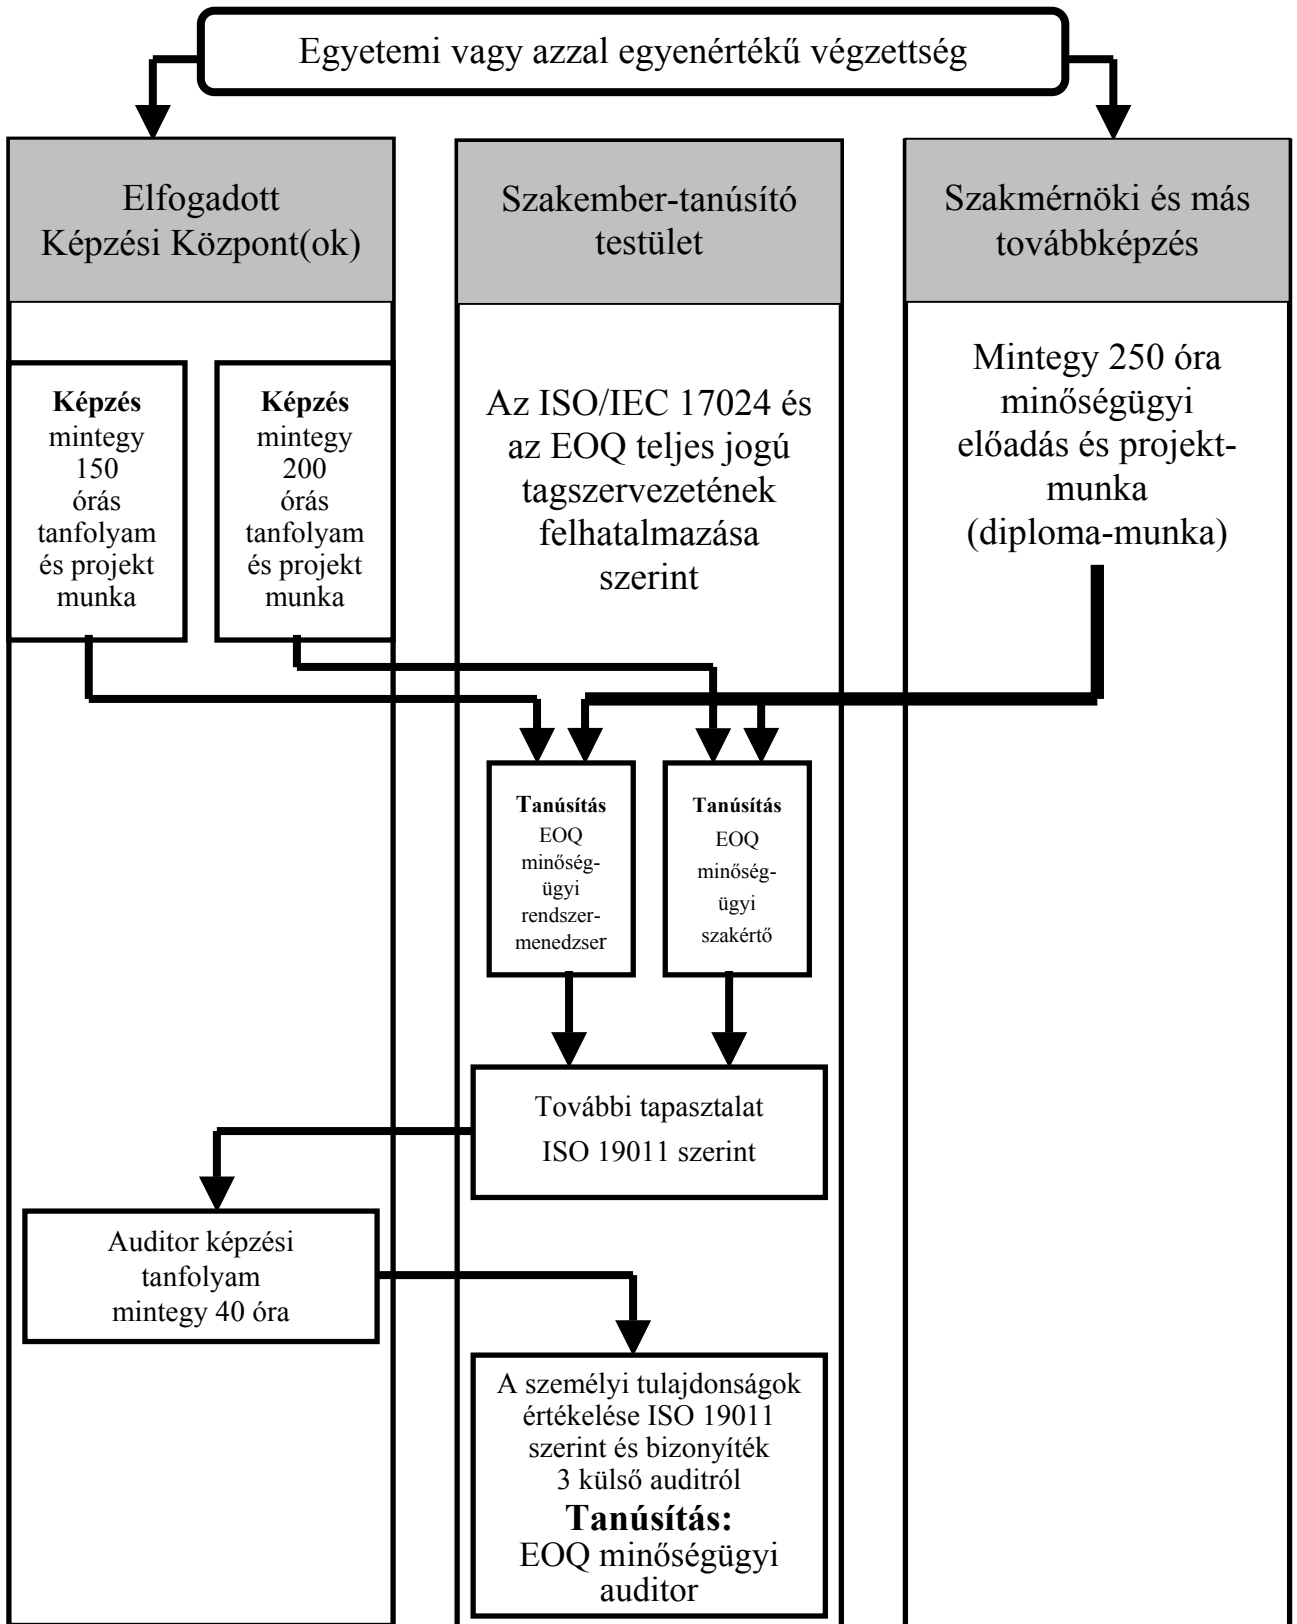 Egyetemi vagy azzal egyenértékű végzettség
Elfogadott
Képzési Központ(ok)
Szakember-tanúsító
testület
Szakmérnöki és más
továbbképzés
Képzés
mintegy
150
órás
tanfolyam
és projekt
munka
Képzés
mintegy
200
órás
tanfolyam
és projekt
munka
Az ISO/IEC 17024 és
az EOQ teljes jogú
tagszervezetének
felhatalmazása
szerint
Mintegy 250 óra
minőségügyi
előadás és projekt-
munka
(diploma-munka)
Tanúsítás
EOQ
minőség-
ügyi
rendszer-
menedzser
Tanúsítás
EOQ
minőség-
ügyi
szakértő
További tapasztalat
ISO 19011 szerint
Auditor képzési
tanfolyam
mintegy 40 óra
A személyi tulajdonságok
értékelése ISO 19011
szerint és bizonyíték
3 külső auditról
Tanúsítás:
EOQ minőségügyi
auditor